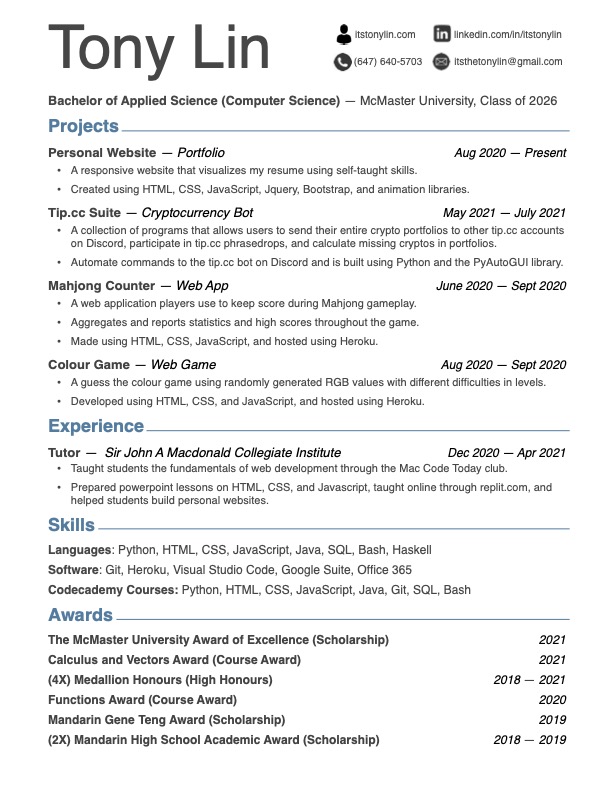 Tony Lin
itstonylin.com
linkedin.com/in/itstonylin
(647) 640-5703
itsthetonylin@gmail.com
Bachelor of Applied Science (Computer Science) — McMaster University, Class of 2026
Projects
Personal Website — Portfolio Aug 2020 — Present
• A responsive website that visualizes my resume using self-taught skills.
• Created using HTML, CSS, JavaScript, Jquery, Bootstrap, and animation libraries.
Tip.cc Suite — Cryptocurrency Bot May 2021 — July 2021
• A collection of programs that allows users to send their entire crypto portfolios to other tip.cc accounts
on Discord, participate in tip.cc phrasedrops, and calculate missing cryptos in portfolios.
• Automate commands to the tip.cc bot on Discord and is built using Python and the PyAutoGUI library.
Mahjong Counter — Web App June 2020 — Sept 2020
• A web application players use to keep score during Mahjong gameplay.
• Aggregates and reports statistics and high scores throughout the game.
• Made using HTML, CSS, JavaScript, and hosted using Heroku.
Colour Game — Web Game Aug 2020 — Sept 2020
• A guess the colour game using randomly generated RGB values with different difficulties in levels.
• Developed using HTML, CSS, and JavaScript, and hosted using Heroku.
Experience
Tutor — Sir John A Macdonald Collegiate Institute Dec 2020 — Apr 2021
• Taught students the fundamentals of web development through the Mac Code Today club.
• Prepared powerpoint lessons on HTML, CSS, and Javascript, taught online through replit.com, and
helped students build personal websites.
Skills
Languages: Python, HTML, CSS, JavaScript, Java, SQL, Bash, Haskell
Software: Git, Heroku, Visual Studio Code, Google Suite, Office 365
Codecademy Courses: Python, HTML, CSS, JavaScript, Java, Git, SQL, Bash
Awards
The McMaster University Award of Excellence (Scholarship) 2021
Calculus and Vectors Award (Course Award) 2021
(4X) Medallion Honours (High Honours) 2018 — 2021
Functions Award (Course Award) 2020
Mandarin Gene Teng Award (Scholarship) 2019
(2X) Mandarin High School Academic Award (Scholarship) 2018 — 2019